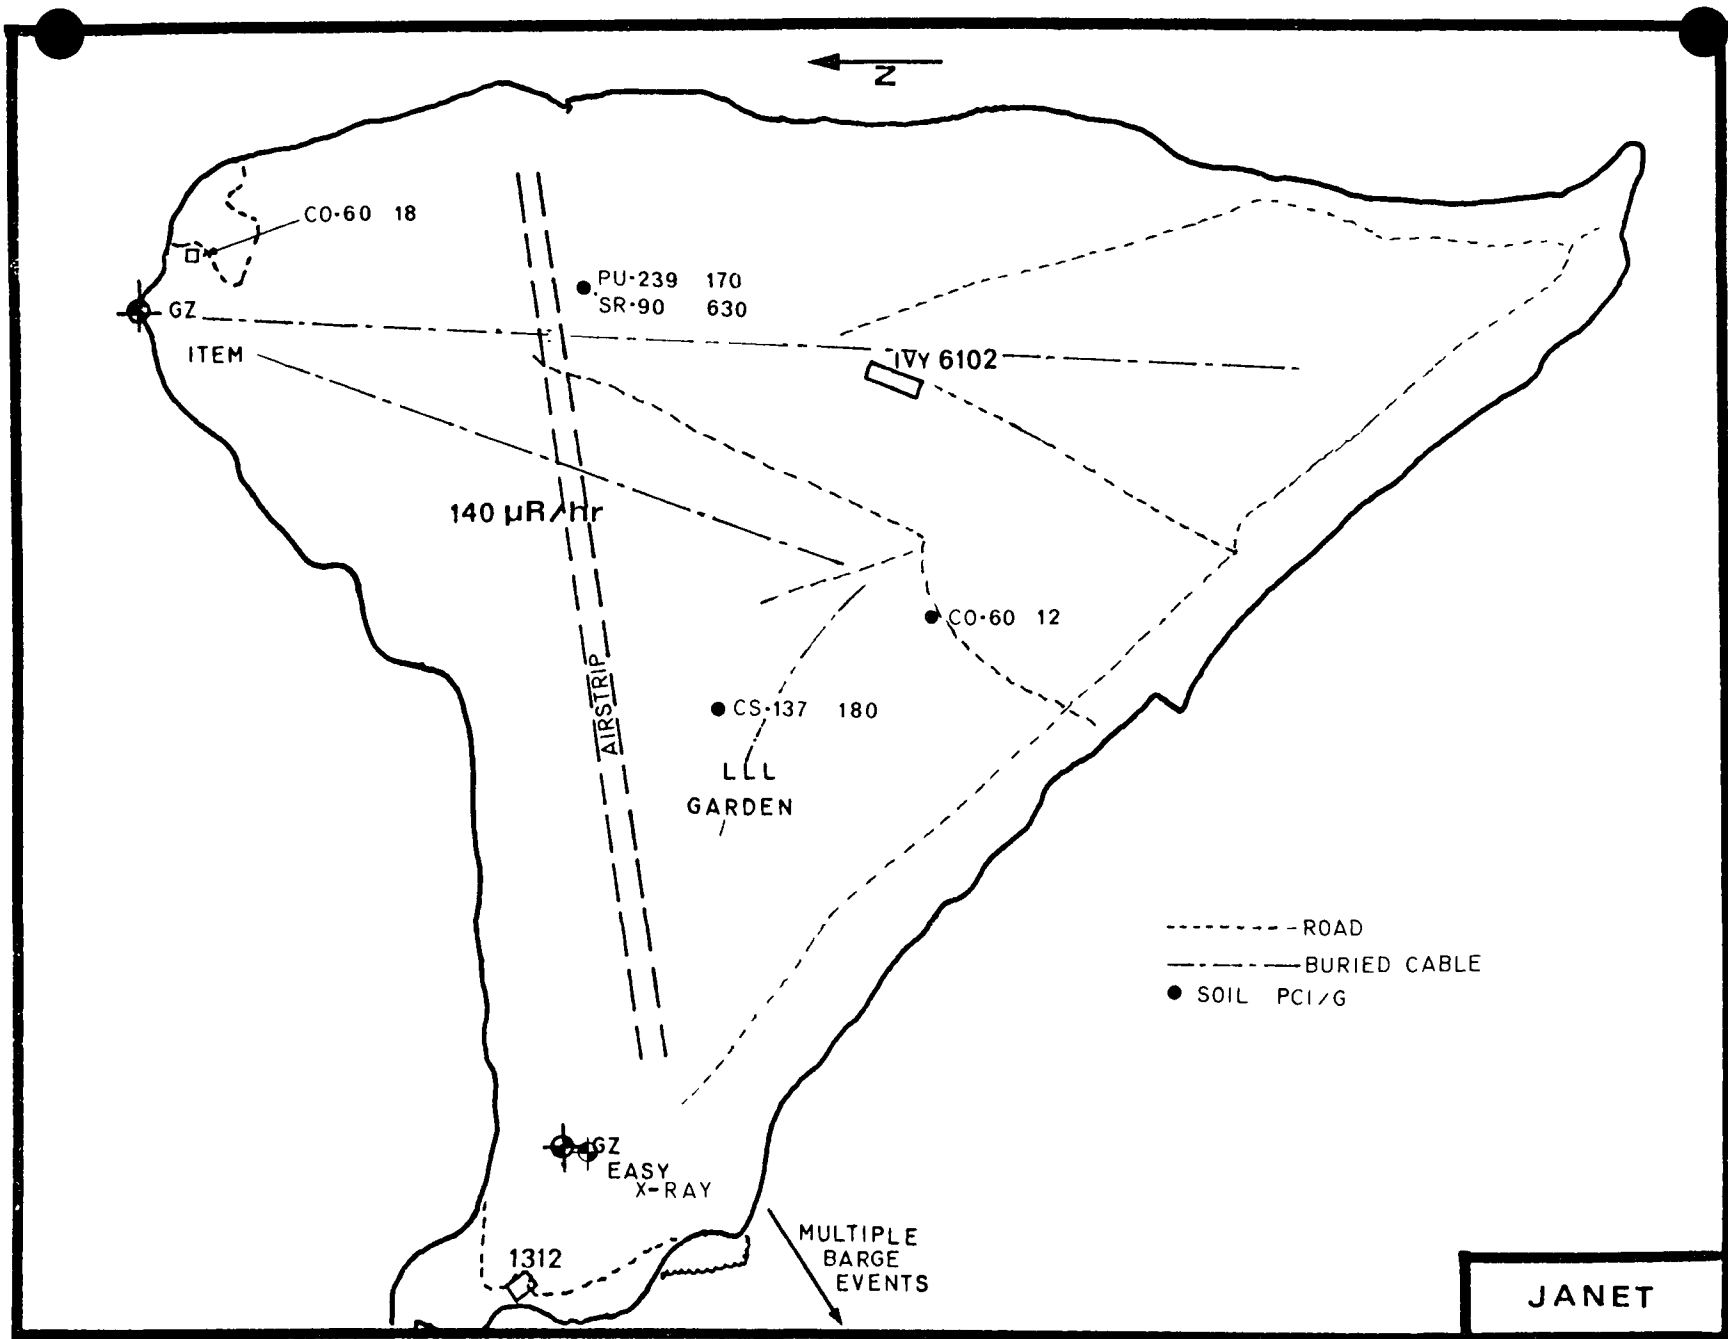 N
CO·60 18
PU·239 170
SR·90 630
GZ
ITEM
IVY 6102
140 µR/hr
CO·60 12
AIRSTRIP
CS·137 180
LLL
GARDEN
ROAD
BURIED CABLE
SOIL PCI/G
GZ
EASY
X-RAY
MULTIPLE
BARGE
EVENTS
1312
JANET